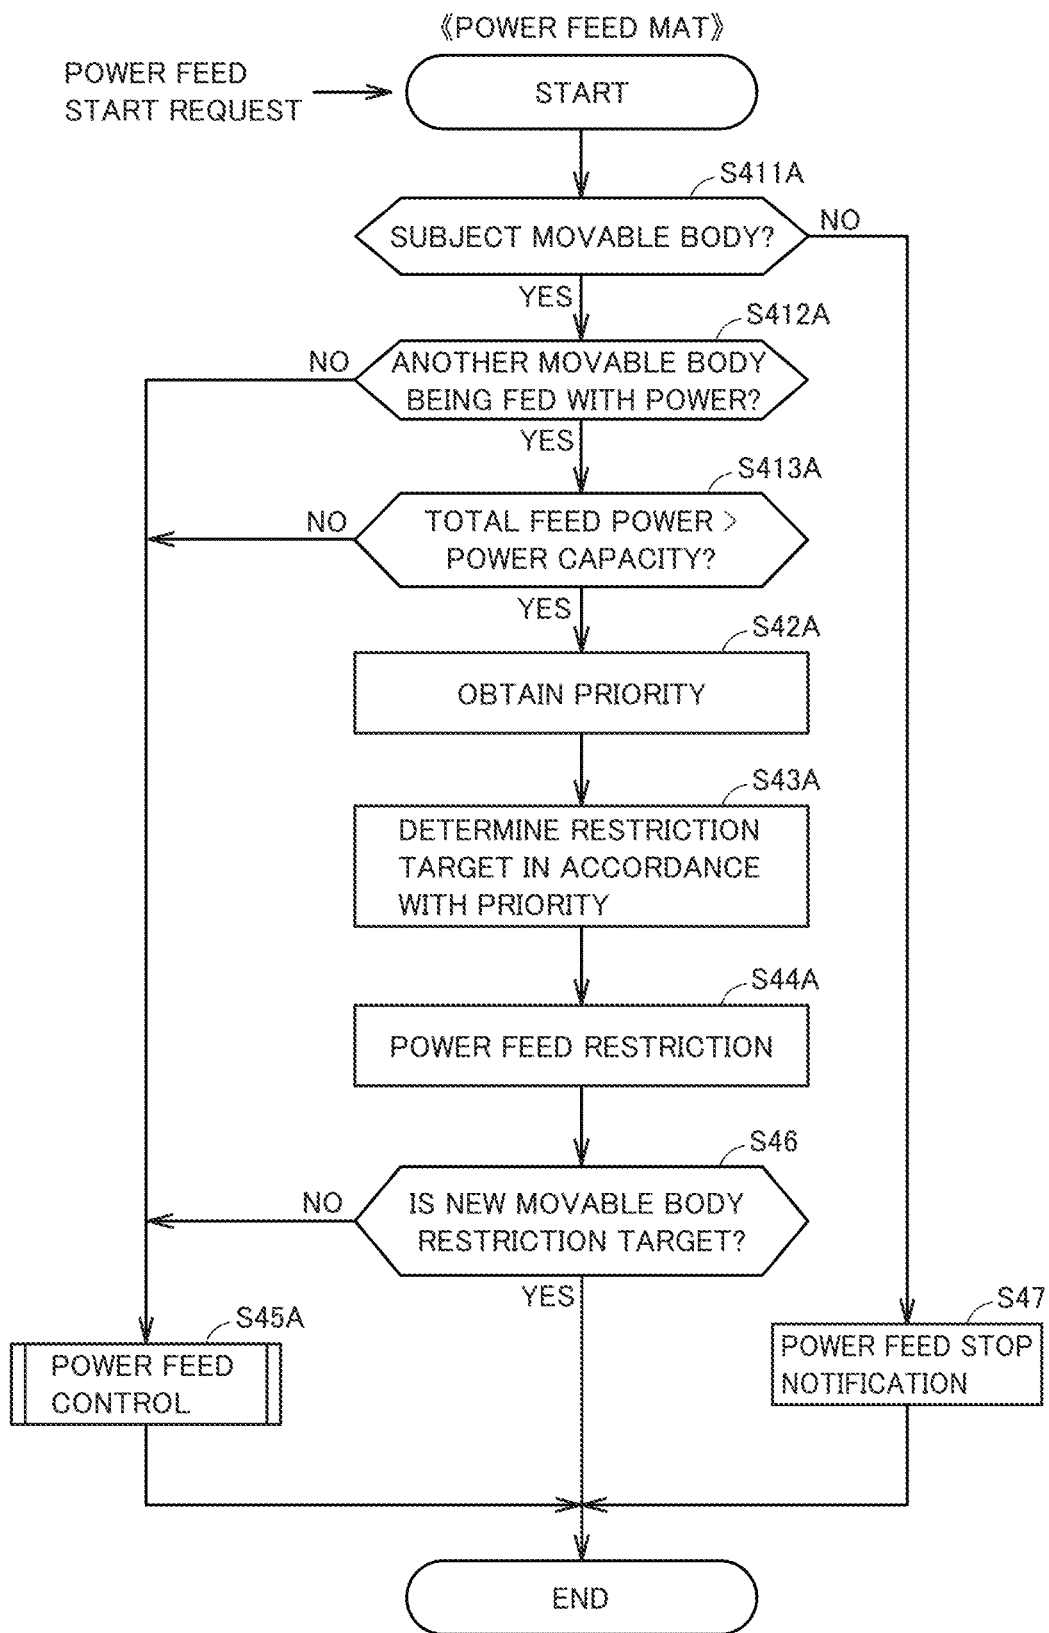 《POWER FEED MAT》
POWER FEED
START REQUEST
START
S411A
SUBJECT MOVABLE BODY?
NO
YES
S412A
NO
ANOTHER MOVABLE BODY
BEING FED WITH POWER?
YES
S413A
NO
TOTAL FEED POWER >
POWER CAPACITY?
YES
S42A
OBTAIN PRIORITY
S43A
DETERMINE RESTRICTION
TARGET IN ACCORDANCE
WITH PRIORITY
S44A
POWER FEED RESTRICTION
S46
NO
IS NEW MOVABLE BODY
RESTRICTION TARGET?
YES
S45A
POWER FEED
CONTROL
S47
POWER FEED STOP
NOTIFICATION
END